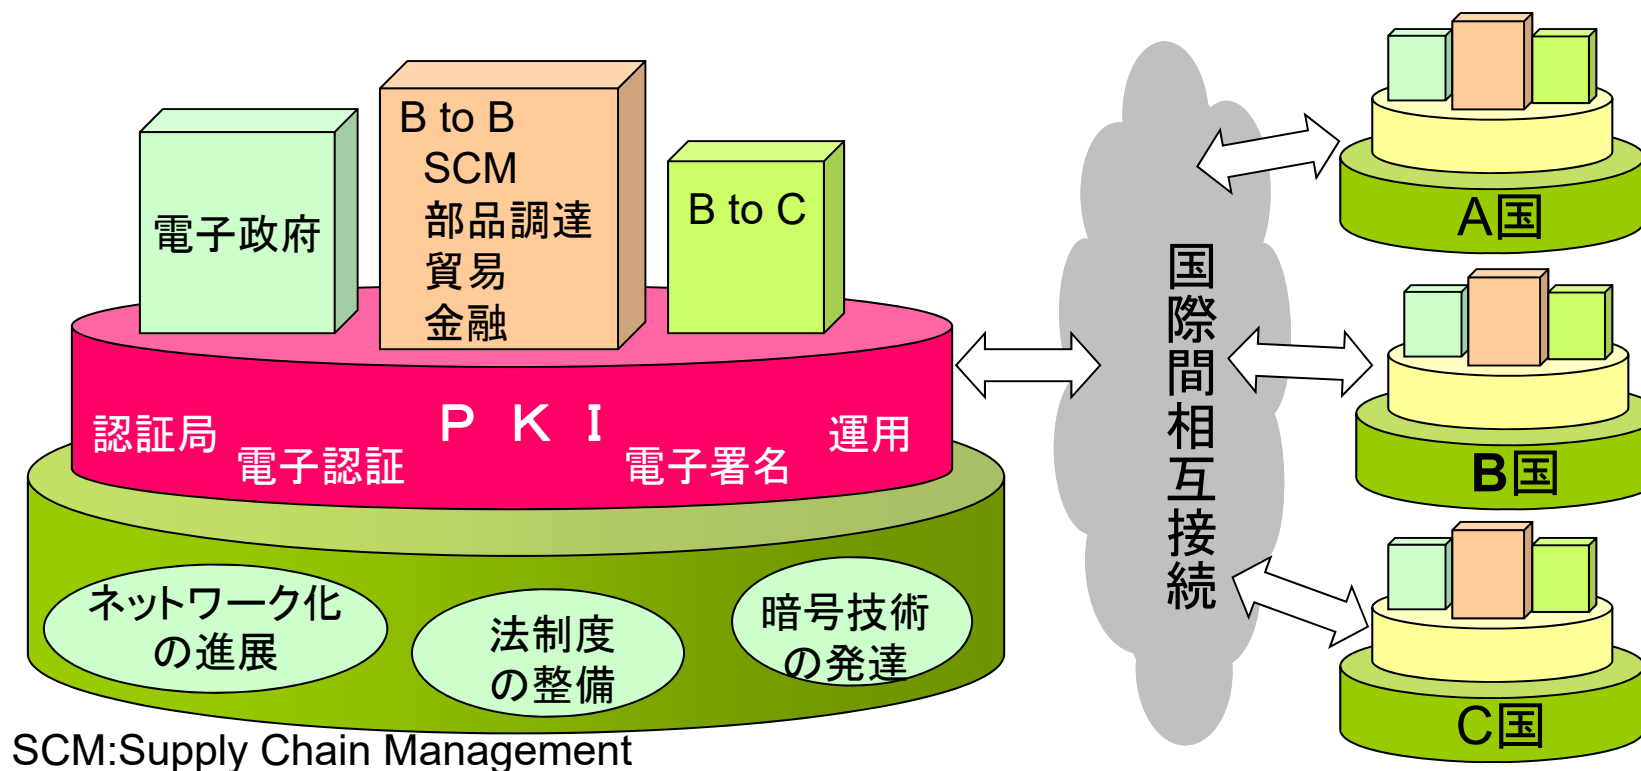 電子政府
B to B
SCM
部品調達
貿易
金融
B to C
認証局
電子認証
P K I
電子署名
運用
ネットワーク化
の進展
法制度
の整備
暗号技術
の発達
SCM:Supply Chain Management
国際間相互接続
A国
B国
C国